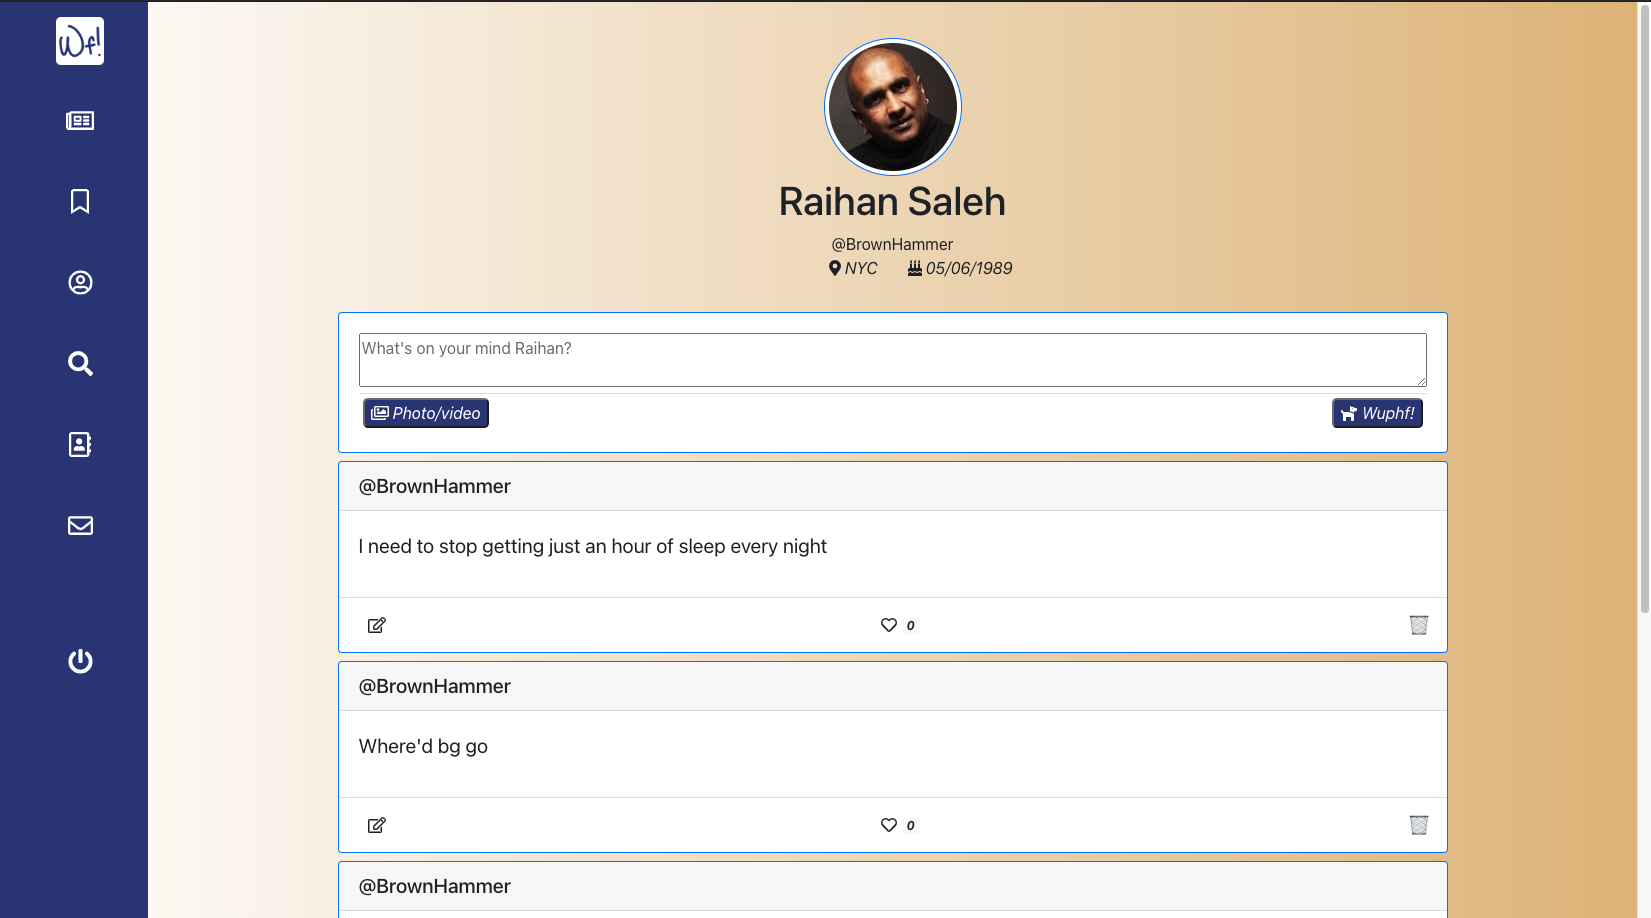 Wf!
Raihan Saleh
@BrownHammer
NYC 05/06/1989
What's on your mind Raihan?
Photo/video Wuphf!
@BrownHammer
I need to stop getting just an hour of sleep every night
0
@BrownHammer
Where'd bg go
0
@BrownHammer